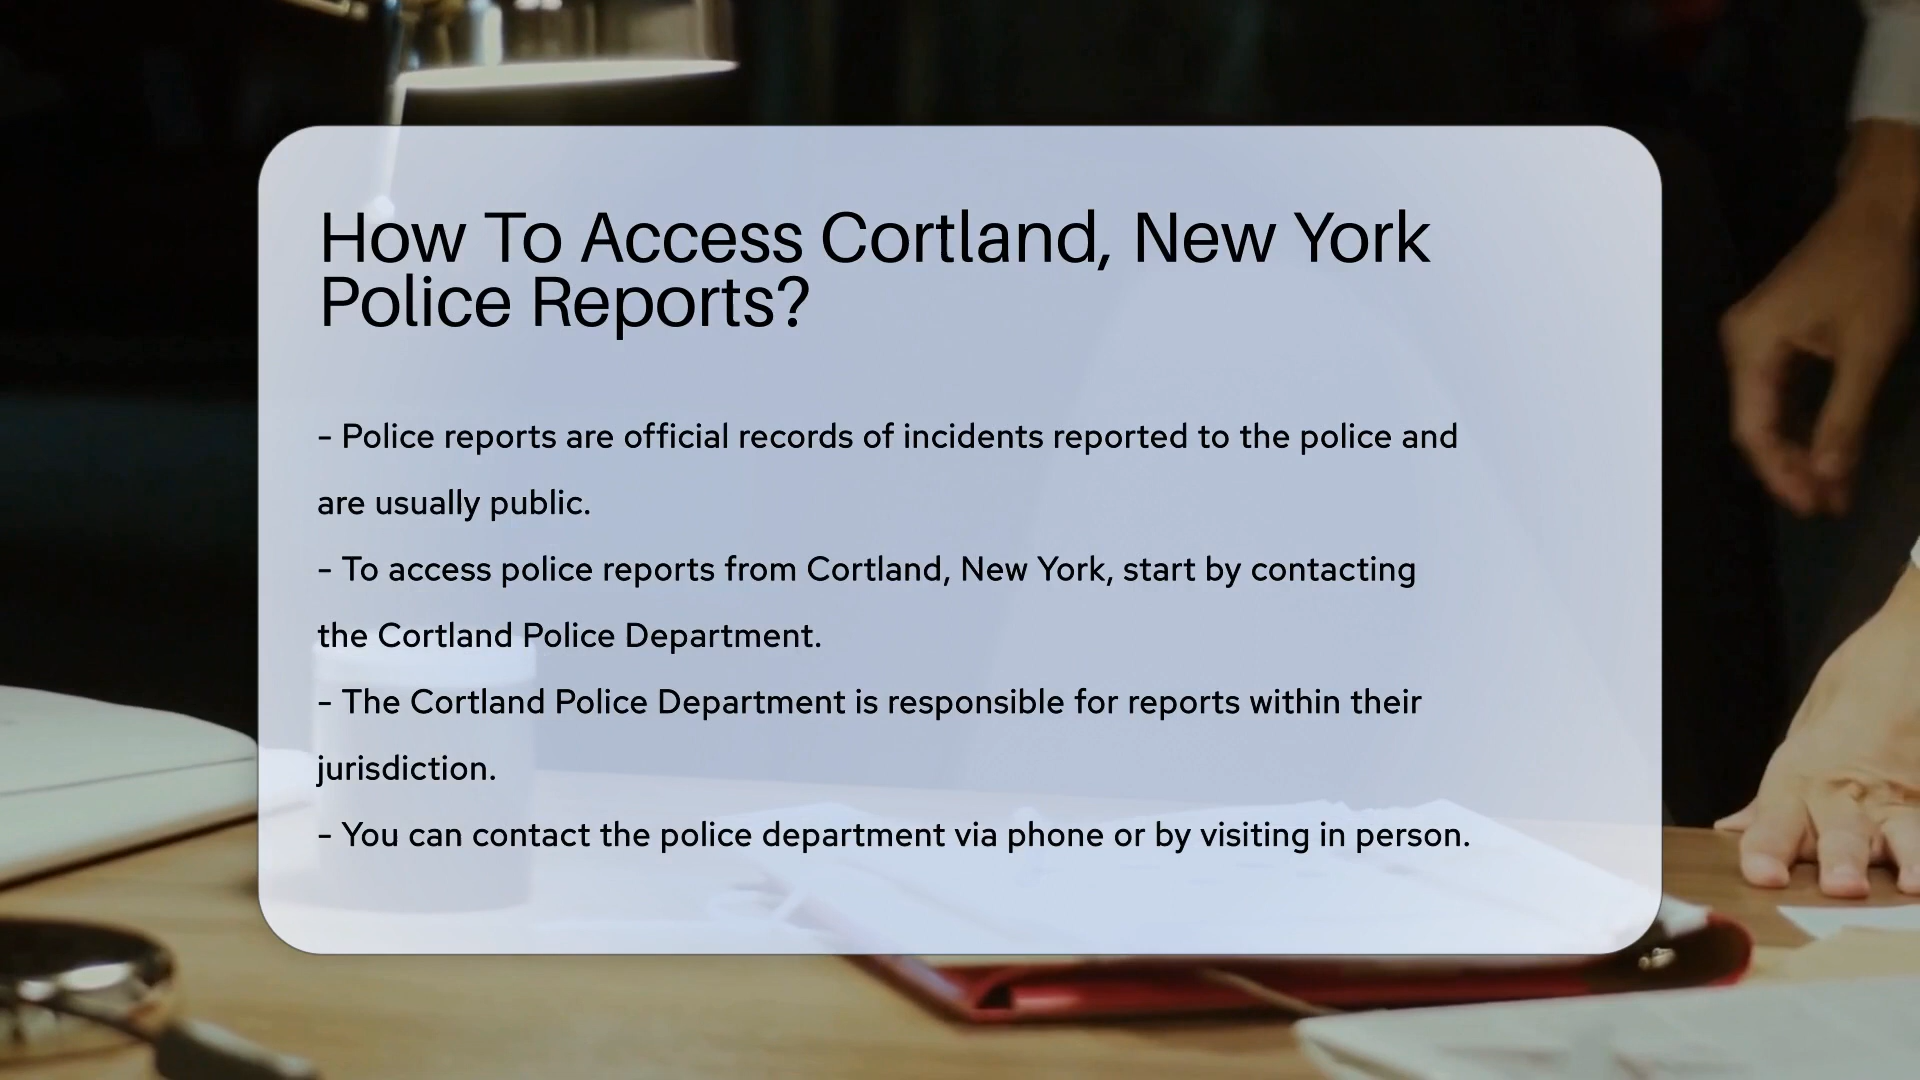 How To Access Cortland, New York
Police Reports?
- Police reports are official records of incidents reported to the police and
are usually public.
- To access police reports from Cortland, New York, start by contacting
the Cortland Police Department.
- The Cortland Police Department is responsible for reports within their
jurisdiction.
- You can contact the police department via phone or by visiting in person.